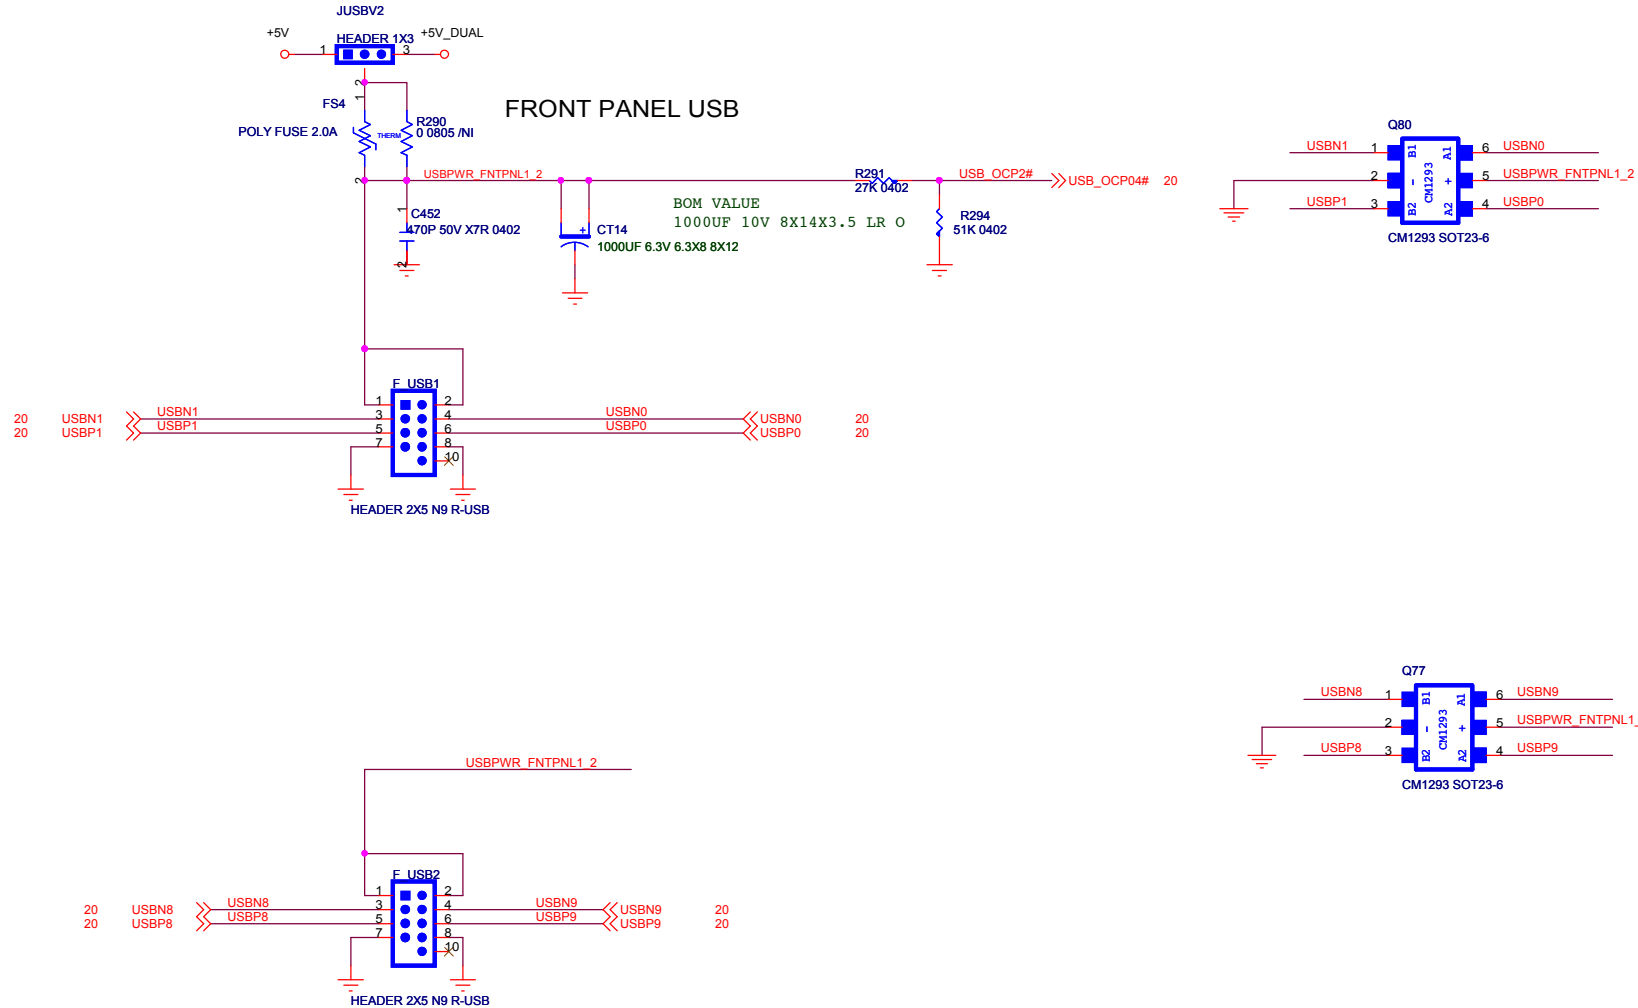 JUSBV2
+5V
HEADER 1X3
+5V_DUAL
1
3
2
1
FS4
POLY FUSE 2.0A
THERM
R290
0 0805 /NI
2
FRONT PANEL USB
USBPWR_FNTPNL1_2
1
C452
470P 50V X7R 0402
2
BOM VALUE
1000UF 10V 8X14X3.5 LR O
+
CT14
1000UF 6.3V 6.3X8 8X12
R291
27K 0402
USB_OCP2#
USB_OCP04# 20
R294
51K 0402
Q80
USBN1 1 B1 A1 6 USBN0
2 - + 5 USBPWR_FNTPNL1_2
CM1293
USBP1 3 B2 A2 4 USBP0
CM1293 SOT23-6
F_USB1
1 2
20 USBN1 USBN1 3 4 USBN0 USBN0 20
20 USBP1 USBP1 5 6 USBP0 USBP0 20
7 8
10
HEADER 2X5 N9 R-USB
Q77
USBN8 1 B1 A1 6 USBN9
2 - + 5 USBPWR_FNTPNL1_
CM1293
USBP8 3 B2 A2 4 USBP9
CM1293 SOT23-6
USBPWR_FNTPNL1_2
F_USB2
1 2
20 USBN8 USBN8 3 4 USBN9 USBN9 20
20 USBP8 USBP8 5 6 USBP9 USBP9 20
7 8
10
HEADER 2X5 N9 R-USB